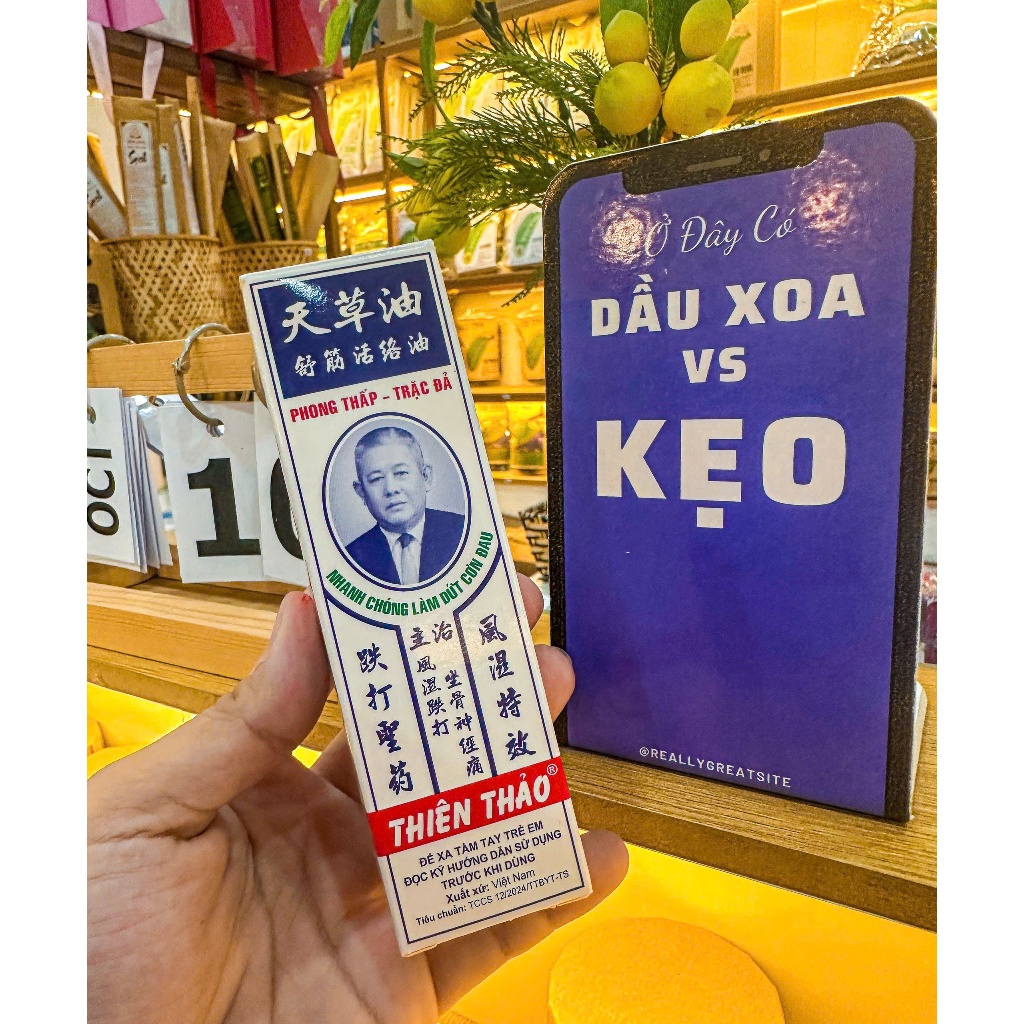 天草油
舒筋活络油
PHONG THẤP - TRẶC ĐẢ
NHANH CHÓNG LÀM DỨT CƠN ĐAU
跌打聖药
主治
風濕跌打
坐骨神經痛
風濕特效
THIÊN THẢO®
ĐỂ XA TẦM TAY TRẺ EM
ĐỌC KỸ HƯỚNG DẪN SỬ DỤNG
TRƯỚC KHI DÙNG
Xuất xứ: Việt Nam
Tiêu chuẩn: TCCS 12/2024/TTBYT-TS
Ở Đây Có
DẦU XOA
VS
KẸO
@REALLYGREATSITE
OCT
10